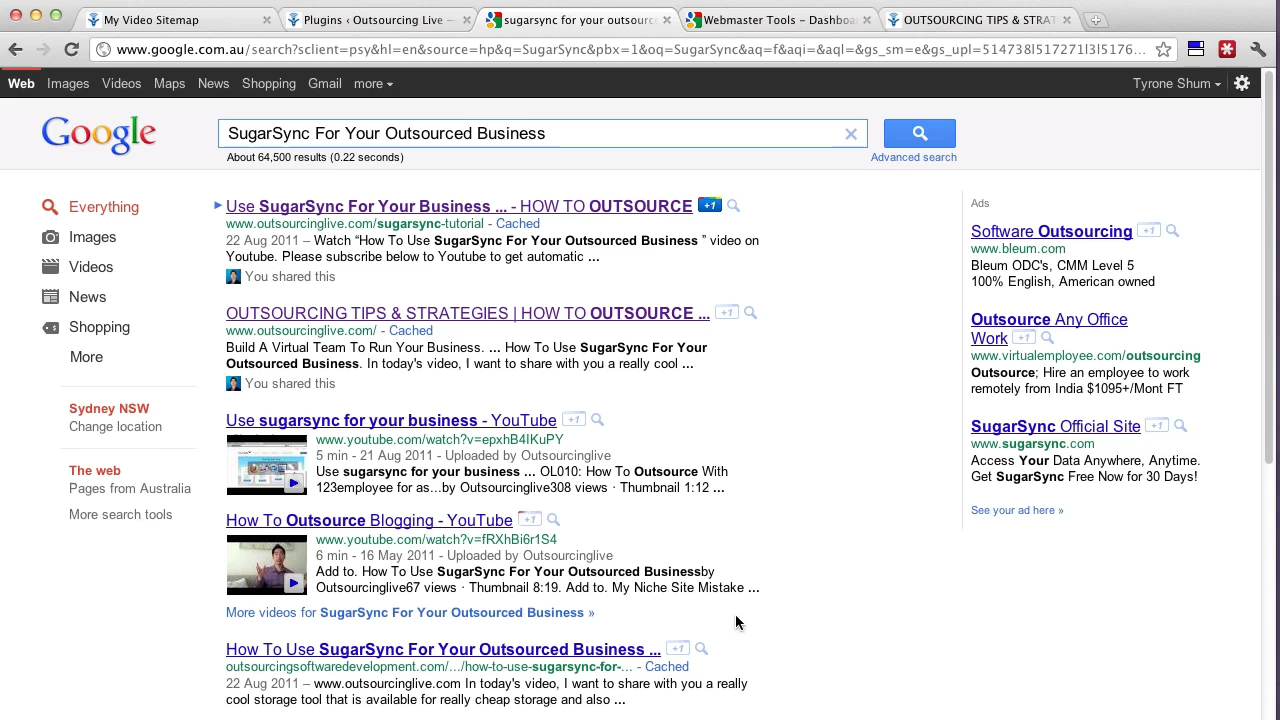 My Video Sitemap
Plugins ‹ Outsourcing Live —
sugarsync for your outsourc
Webmaster Tools - Dashboa
OUTSOURCING TIPS & STRAT
www.google.com.au/search?sclient=psy&hl=en&source=hp&q=SugarSync&pbx=1&oq=SugarSync&aq=f&aqi=&aql=&gs_sm=e&gs_upl=514738l517271l3l5176...
Web Images Videos Maps News Shopping Gmail more
Tyrone Shum
Google
SugarSync For Your Outsourced Business
About 64,500 results (0.22 seconds)
Advanced search
Everything
Images
Videos
News
Shopping
More
Sydney NSW
Change location
The web
Pages from Australia
More search tools
Use SugarSync For Your Business ... - HOW TO OUTSOURCE +1
www.outsourcinglive.com/sugarsync-tutorial - Cached
22 Aug 2011 – Watch “How To Use SugarSync For Your Outsourced Business ” video on
Youtube. Please subscribe below to Youtube to get automatic ...
You shared this
OUTSOURCING TIPS & STRATEGIES | HOW TO OUTSOURCE ... +1
www.outsourcinglive.com/ - Cached
Build A Virtual Team To Run Your Business. ... How To Use SugarSync For Your
Outsourced Business. In today's video, I want to share with you a really cool ...
You shared this
Use sugarsync for your business - YouTube +1
www.youtube.com/watch?v=epxhB4IKuPY
5 min - 21 Aug 2011 - Uploaded by Outsourcinglive
Use sugarsync for your business ... OL010: How To Outsource With
123employee for as...by Outsourcinglive308 views · Thumbnail 1:12 ...
How To Outsource Blogging - YouTube +1
www.youtube.com/watch?v=fRXhBi6r1S4
6 min - 16 May 2011 - Uploaded by Outsourcinglive
Add to. How To Use SugarSync For Your Outsourced Businessby
Outsourcinglive67 views · Thumbnail 8:19. Add to. My Niche Site Mistake ...
More videos for SugarSync For Your Outsourced Business »
How To Use SugarSync For Your Outsourced Business ... +1
outsourcingsoftwaredevelopment.com/.../how-to-use-sugarsync-for-... - Cached
22 Aug 2011 – www.outsourcinglive.com In today's video, I want to share with you a really
cool storage tool that is available for really cheap storage and also ...
Ads
Software Outsourcing +1
www.bleum.com
Bleum ODC's, CMM Level 5
100% English, American owned
Outsource Any Office
Work +1
www.virtualemployee.com/outsourcing
Outsource; Hire an employee to work
remotely from India $1095+/Mont FT
SugarSync Official Site +1
www.sugarsync.com
Access Your Data Anywhere, Anytime.
Get SugarSync Free Now for 30 Days!
See your ad here »